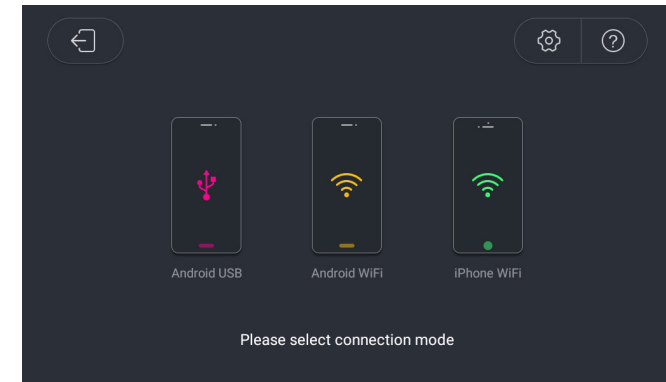 Android USB
Android WiFi
iPhone WiFi
Please select connection mode